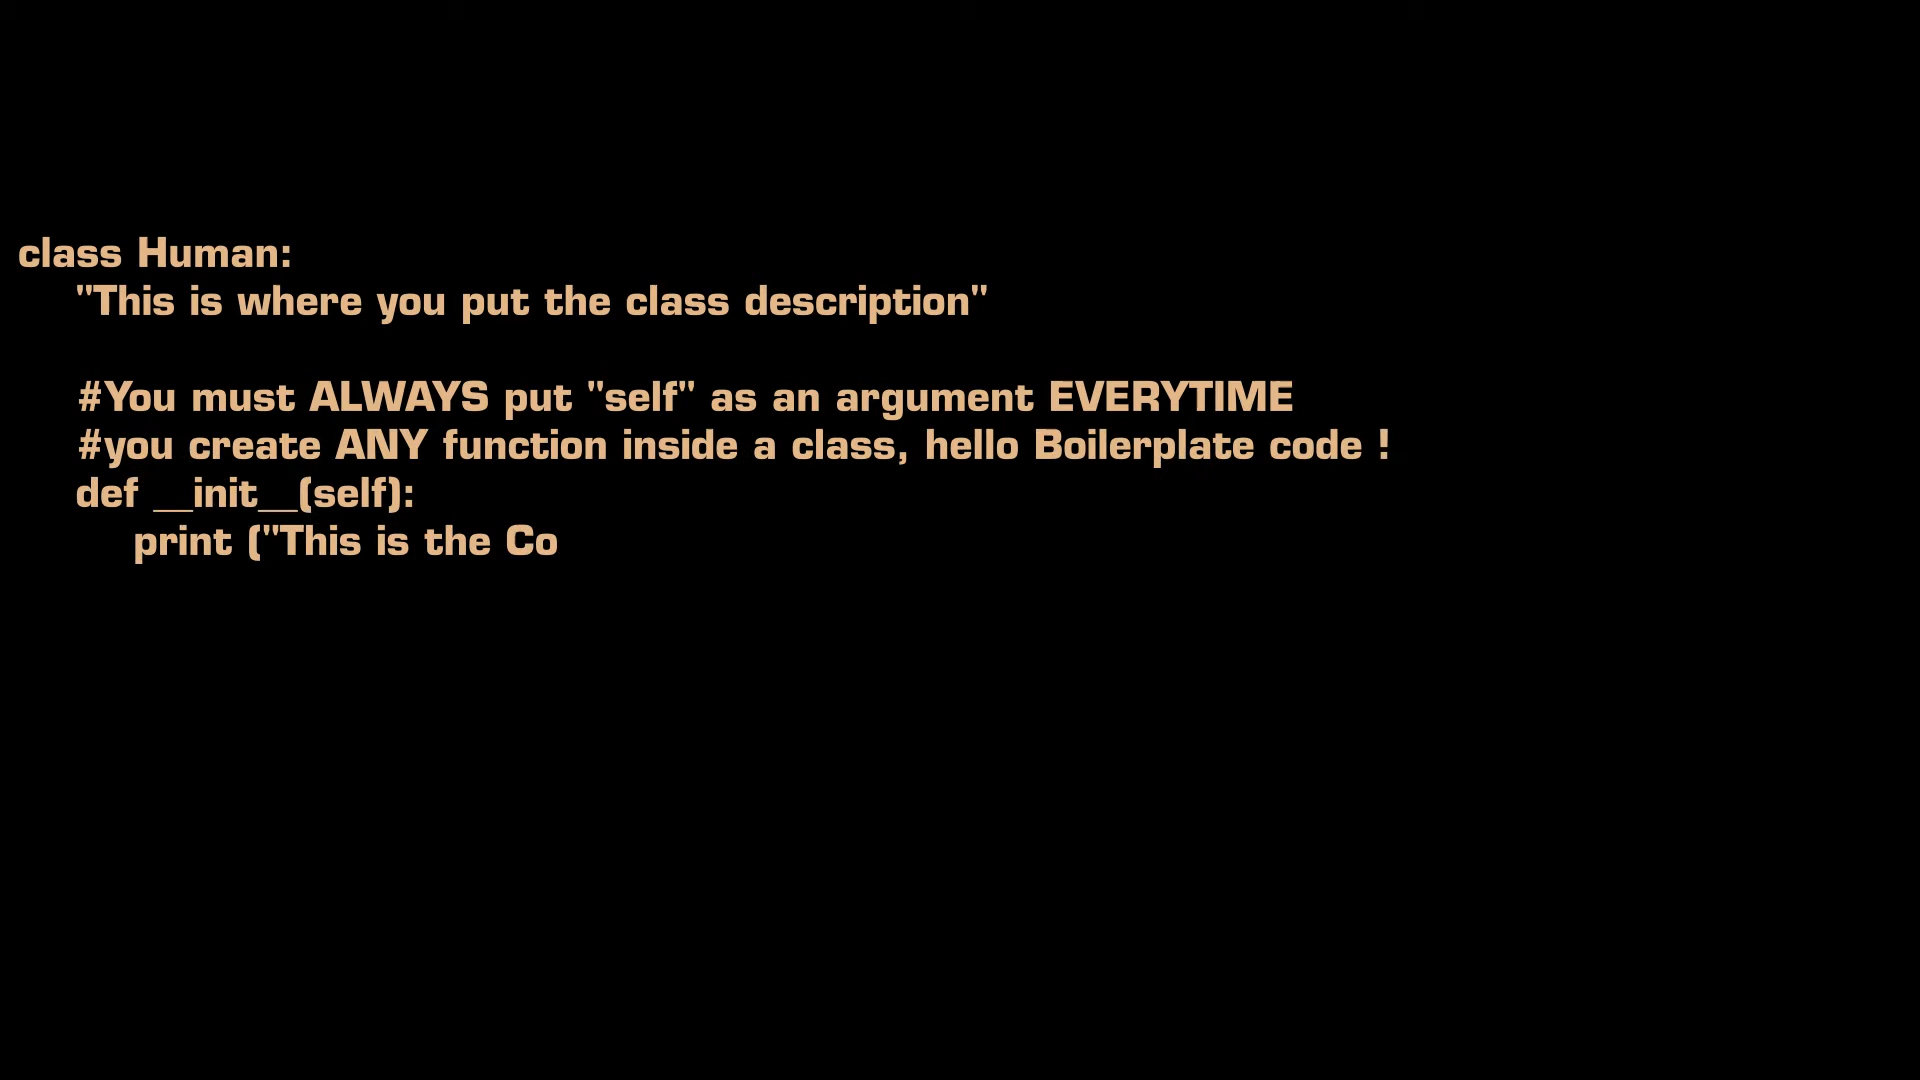 class Human:
"This is where you put the class description"
#You must ALWAYS put "self" as an argument EVERYTIME
#you create ANY function inside a class, hello Boilerplate code !
def __init__(self):
print ("This is the Co